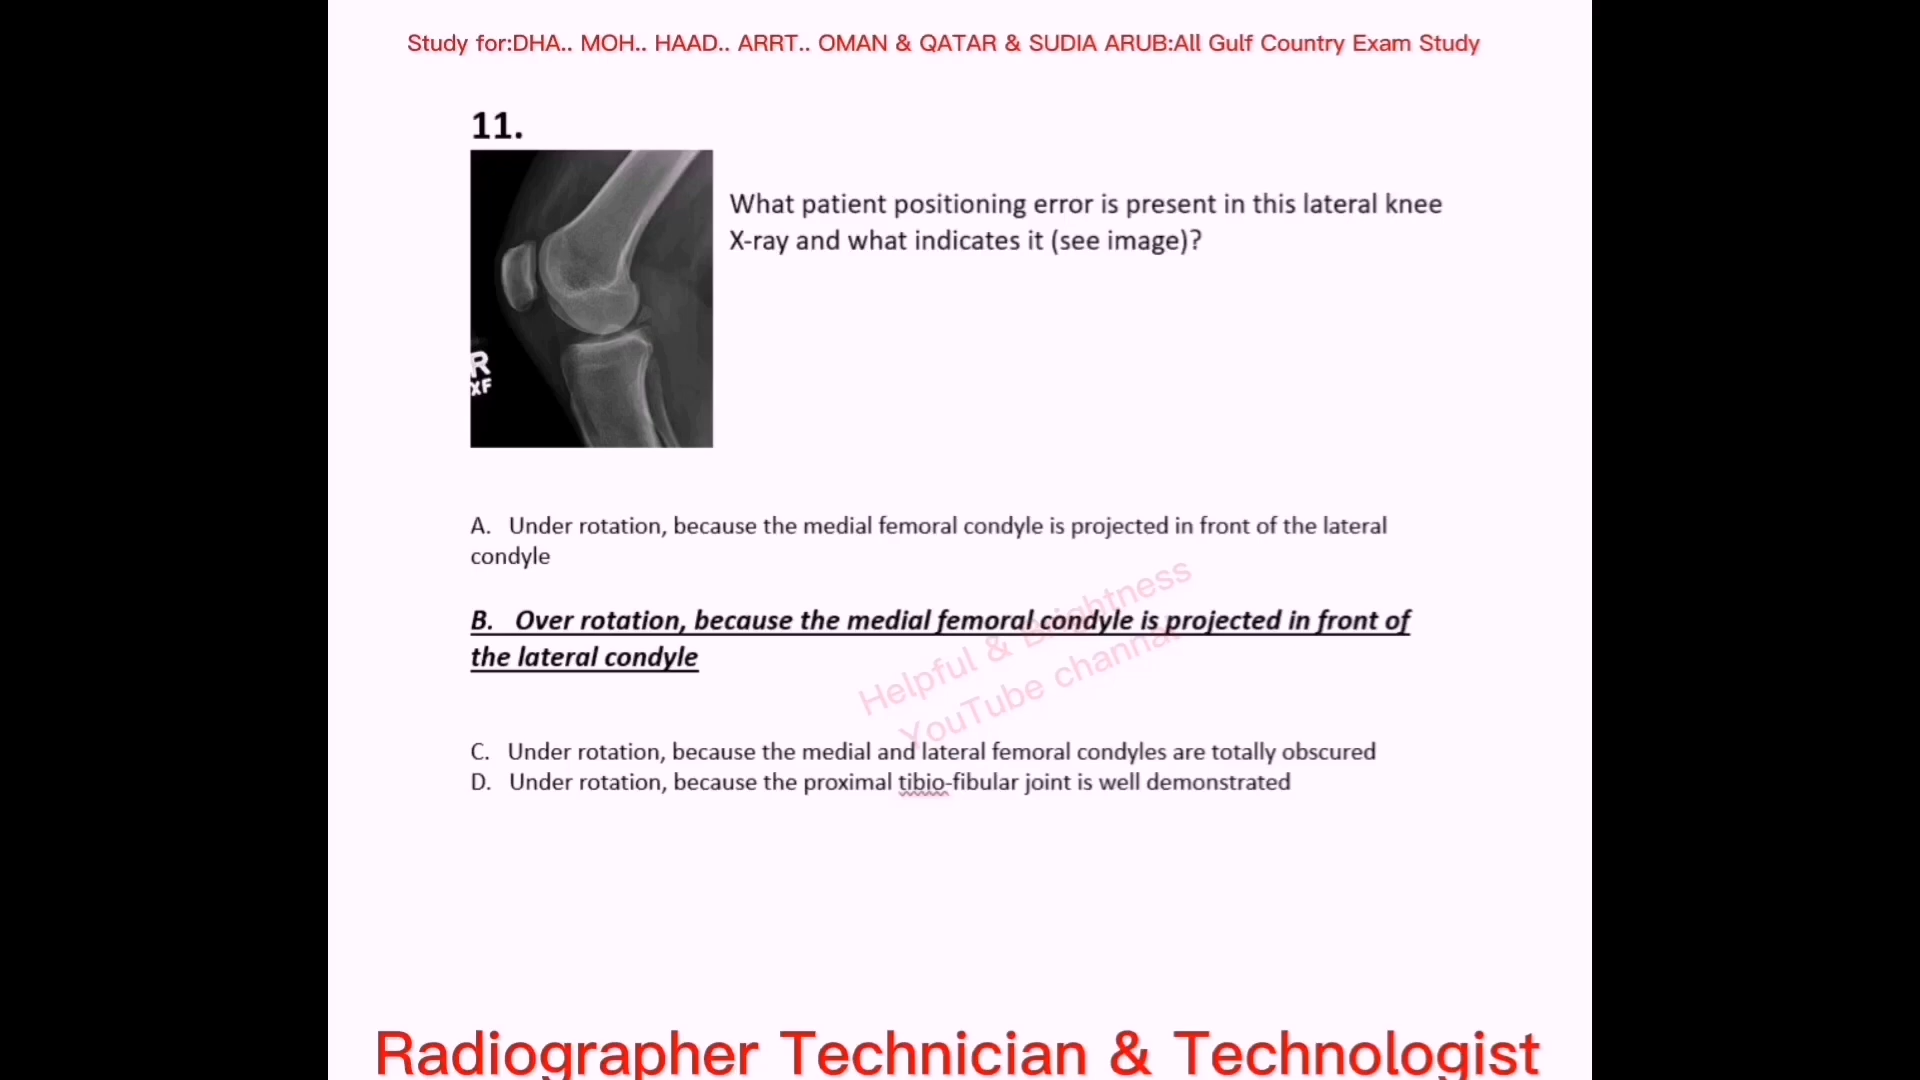 Study for:DHA.. MOH.. HAAD.. ARRT.. OMAN & QATAR & SUDIA ARUB:All Gulf Country Exam Study
11.
What patient positioning error is present in this lateral knee
X-ray and what indicates it (see image)?
R
XF
A. Under rotation, because the medial femoral condyle is projected in front of the lateral
condyle
B. Over rotation, because the medial femoral condyle is projected in front of
the lateral condyle
Helpful & Brightness
YouTube channal
C. Under rotation, because the medial and lateral femoral condyles are totally obscured
D. Under rotation, because the proximal tibio-fibular joint is well demonstrated
Radiographer Technician & Technologist